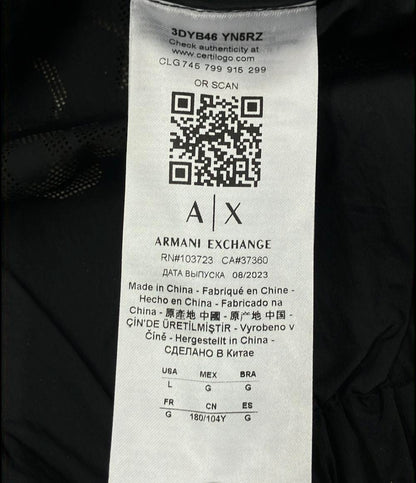 3DYB46 YN5RZ
Check authenticity at
www.certilogo.com
CLG 745 799 915 299
OR SCAN
A|X
ARMANI EXCHANGE
RN#103723 CA#37360
ДАТА ВЫПУСКА 08/2023
Made in China - Fabriqué en Chine -
Hecho en China - Fabricado na
China - 原產地 中國 - 原产地 中国 -
ÇİN'DE ÜRETİLMİŞTİR - Vyrobeno v
Číně - Hergestellt in China -
СДЕЛАНО В Китае
USA MEX BRA
L G G
FR CN ES
G 180/104Y G